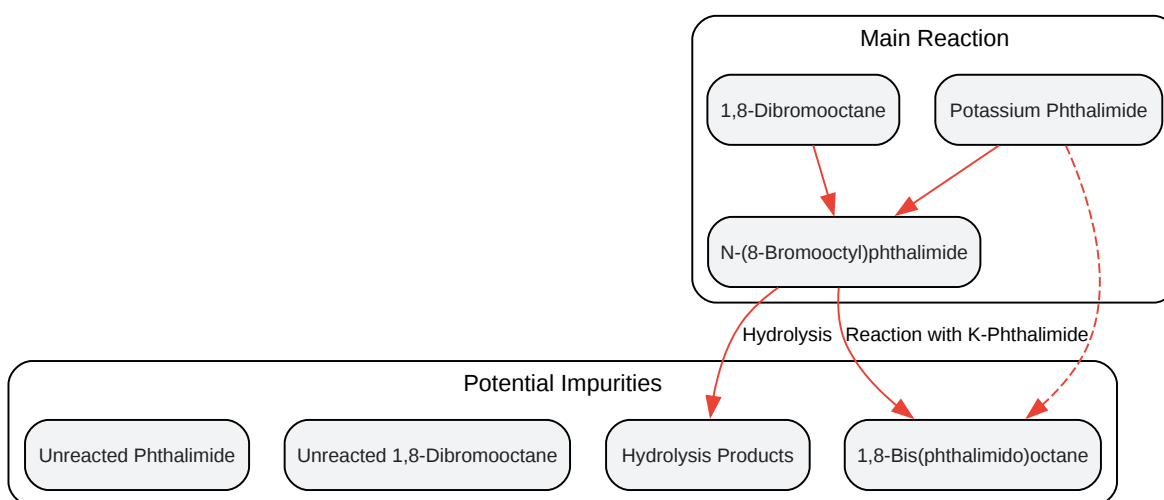 Main Reaction
1,8-Dibromooctane
Potassium Phthalimide
N-(8-Bromooctyl)phthalimide
Hydrolysis
Reaction with K-Phthalimide
Potential Impurities
Unreacted Phthalimide
Unreacted 1,8-Dibromooctane
Hydrolysis Products
1,8-Bis(phthalimido)octane